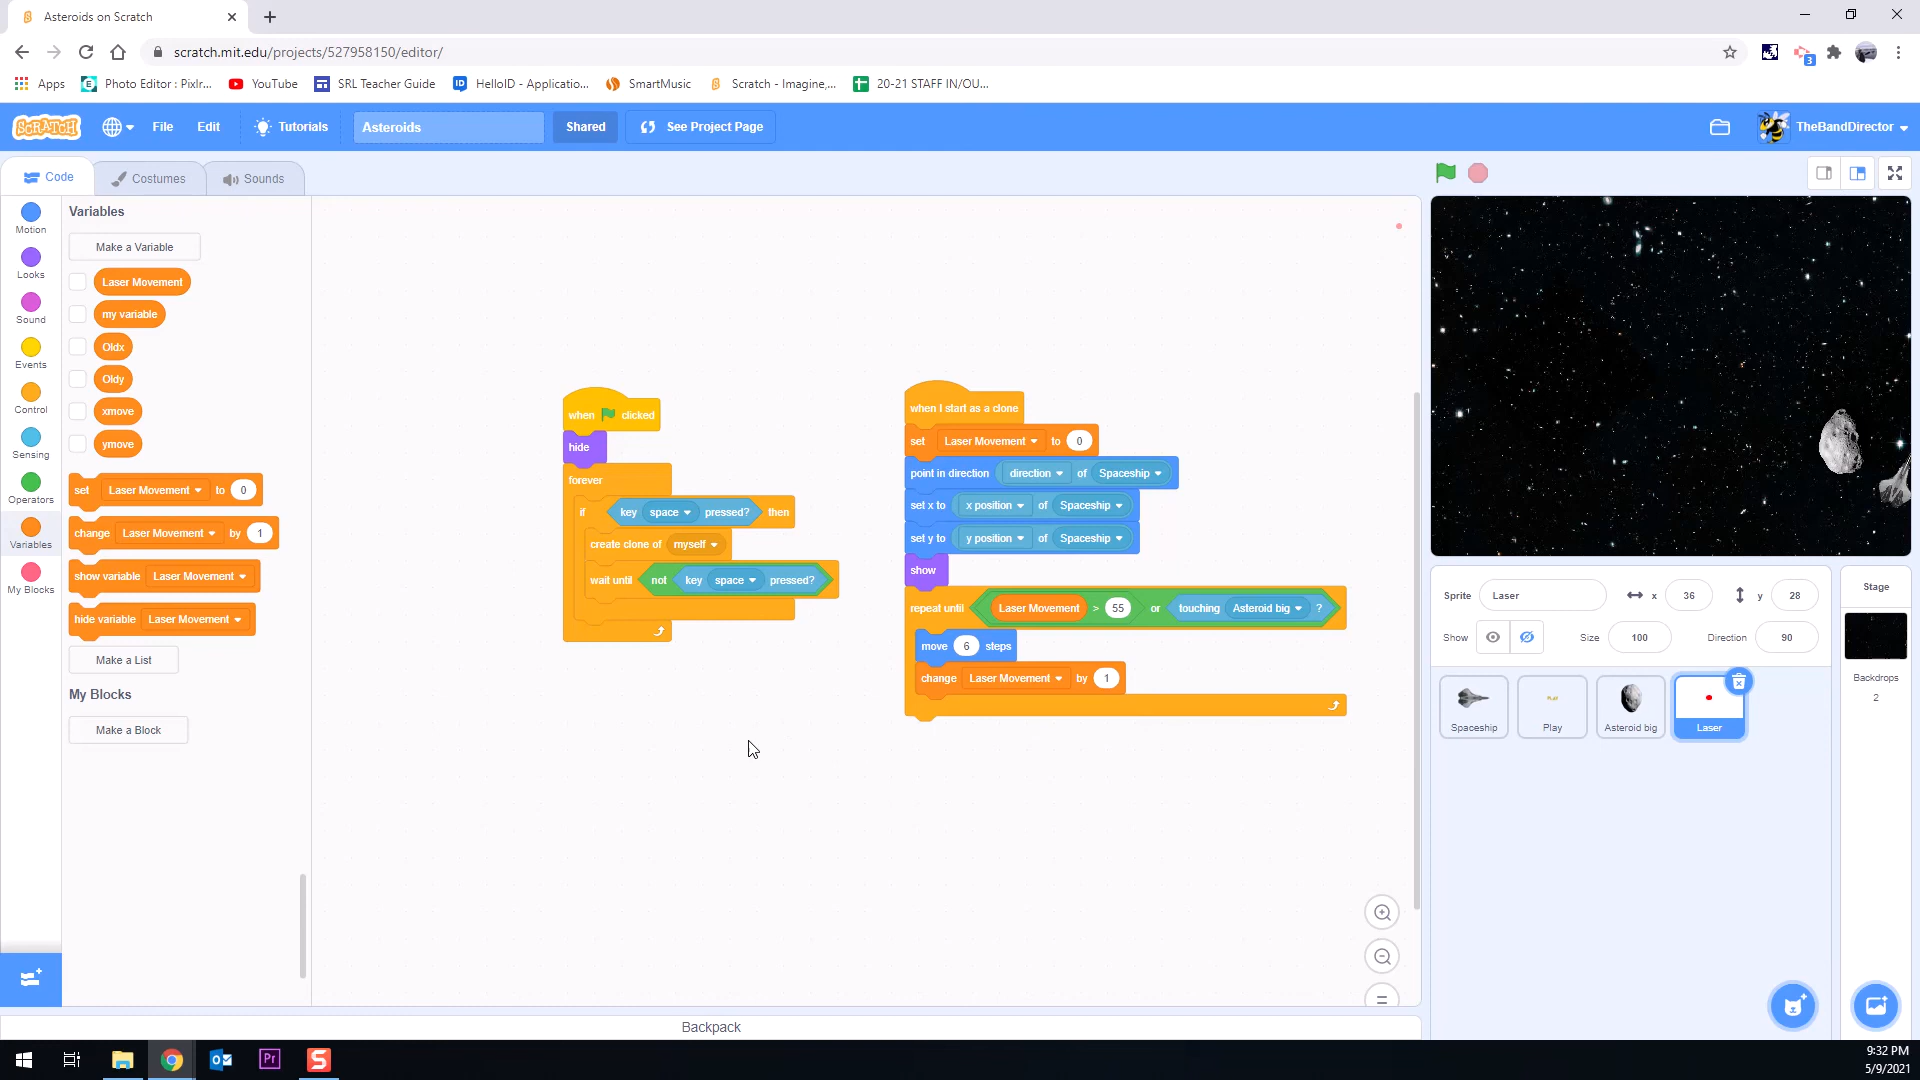 Asteroids on Scratch
scratch.mit.edu/projects/527958150/editor/
3
Apps
Photo Editor : Pixlr...
YouTube
SRL Teacher Guide
HelloID - Applicatio...
SmartMusic
Scratch - Imagine,...
20-21 STAFF IN/OU...
SCRATCH
File
Edit
Tutorials
Asteroids
Shared
See Project Page
TheBandDirector
Code
Costumes
Sounds
Motion
Looks
Sound
Events
Control
Sensing
Operators
Variables
My Blocks
Variables
Make a Variable
Laser Movement
my variable
Oldx
Oldy
xmove
ymove
set Laser Movement to 0
change Laser Movement by 1
show variable Laser Movement
hide variable Laser Movement
Make a List
My Blocks
Make a Block
when clicked
hide
forever
if key space pressed? then
create clone of myself
wait until not key space pressed?
when I start as a clone
set Laser Movement to 0
point in direction direction of Spaceship
set x to x position of Spaceship
set y to y position of Spaceship
show
repeat until Laser Movement > 55 or touching Asteroid big ?
move 6 steps
change Laser Movement by 1
Sprite Laser x 36 y 28
Show Size 100 Direction 90
Spaceship
Play
Asteroid big
Laser
Stage
Backdrops
2
Backpack
Pr
S
9:32 PM
5/9/2021